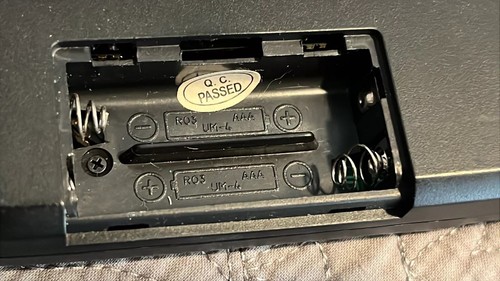 Q. C.
PASSED
− R03 AAA +
UM-4
+ R03 AAA −
UM-4